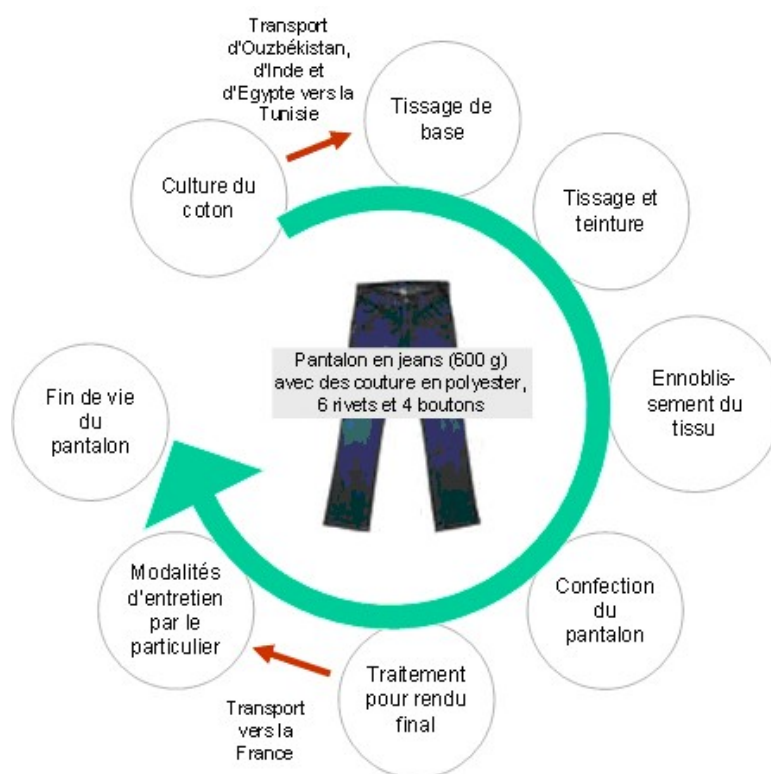 Transport
d'Ouzbékistan,
d'Inde et
d'Egypte vers la
Tunisie
Tissage de
base
Culture du
coton
Tissage et
teinture
Pantalon en jeans (600 g)
avec des couture en polyester,
6 rivets et 4 boutons
Ennoblis-
sement du
tissu
Fin de vie
du
pantalon
Confection
du
pantalon
Modalités
d'entretien
par le
particulier
Traitement
pour rendu
final
Transport
vers la
France